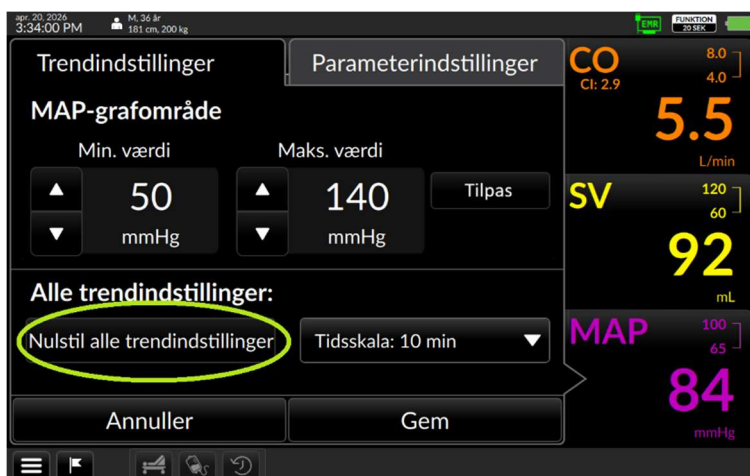 apr. 20, 2026
3:34:00 PM
M, 36 år
181 cm, 200 kg
EMR
FUNKTION
20 SEK
Trendindstillinger
Parameterindstillinger
MAP-grafområde
Min. værdi
Maks. værdi
50
mmHg
140
mmHg
Tilpas
Alle trendindstillinger:
Nulstil alle trendindstillinger
Tidsskala: 10 min
Annuller
Gem
CO
CI: 2.9
8.0
4.0
5.5
L/min
SV
120
60
92
mL
MAP
100
65
84
mmHg